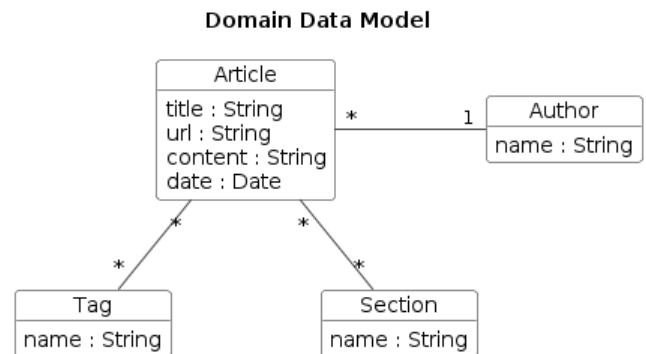 Domain Data Model
Article
title : String
url : String
content : String
date : Date
* 1
Author
name : String
*
*
*
*
Tag
name : String
Section
name : String